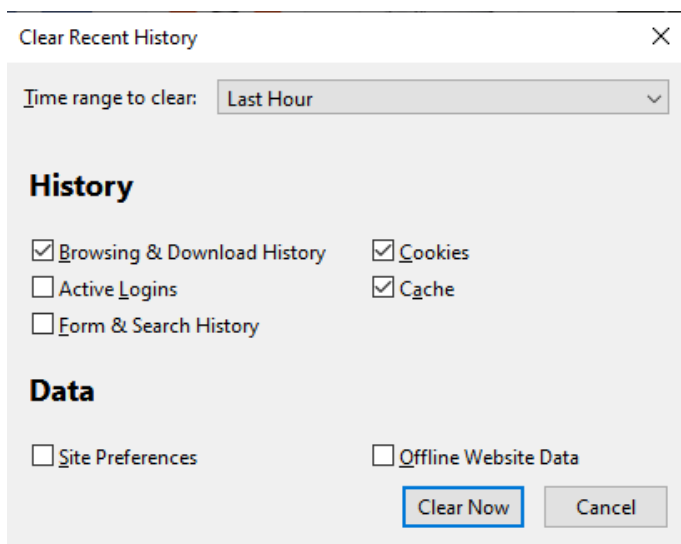 Clear Recent History
Time range to clear: Last Hour
History
Browsing & Download History Cookies
Active Logins Cache
Form & Search History
Data
Site Preferences Offline Website Data
Clear Now Cancel